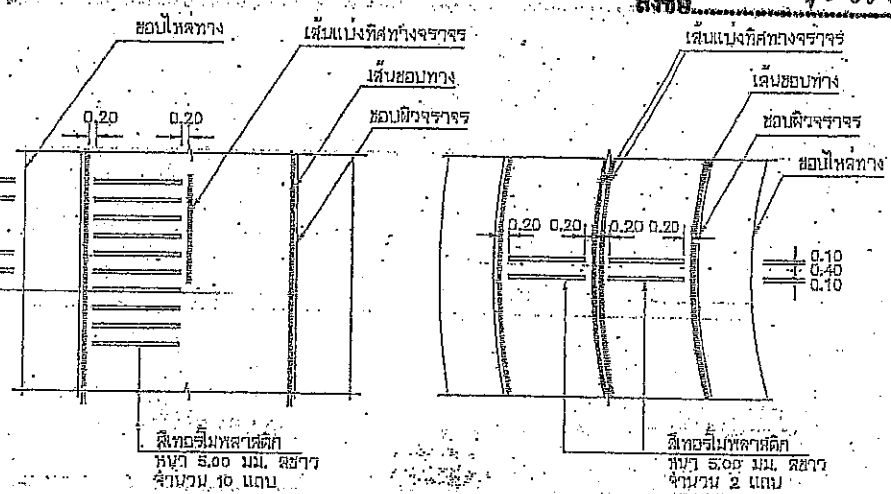 ลงชื่อ
ขอบไหล่ทาง
เส้นแบ่งทิศทางจราจร
เส้นขอบทาง
ขอบผิวจราจร
0.20 0.20
สีเทอร์โมพลาสติก
หนา 5.00 มม. สีขาว
จำนวน 10 แถบ
เส้นแบ่งทิศทางจราจร
เส้นขอบทาง
ขอบผิวจราจร
ขอบไหล่ทาง
0.20 0.20 0.20 0.20
0.10
0.40
0.10
สีเทอร์โมพลาสติก
หนา 5.00 มม. สีขาว
จำนวน 2 แถบ